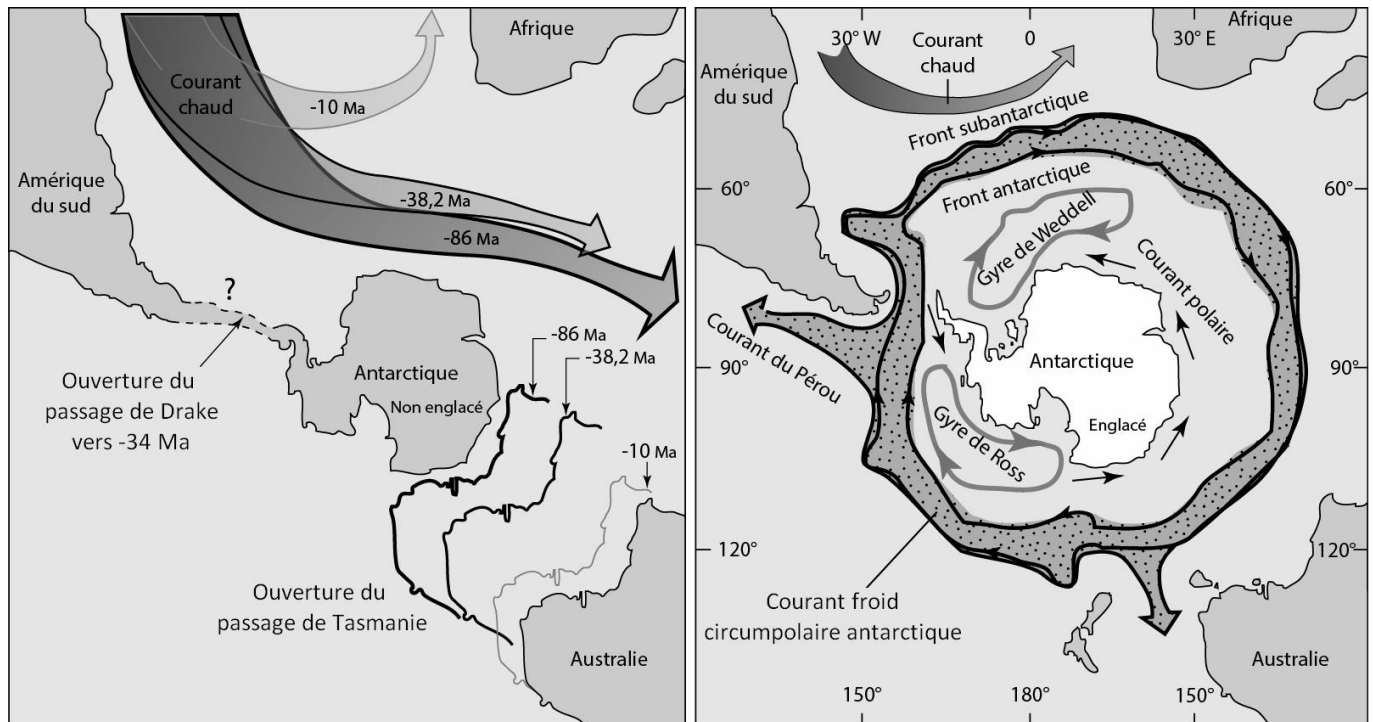 Afrique
Courant
chaud
-10 Ma
Amérique
du sud
-38,2 Ma
-86 Ma
?
Ouverture du
passage de Drake
vers -34 Ma
Antarctique
Non englacé
-86 Ma
-38,2 Ma
-10 Ma
Ouverture du
passage de Tasmanie
Australie
30° W
0
30° E
Afrique
Courant
chaud
Amérique
du sud
Front subantarctique
60°
60°
Front antarctique
Gyre de Weddell
Courant polaire
Courant du Pérou
90°
90°
Antarctique
Englacé
Gyre de Ross
120°
120°
Courant froid
circumpolaire antarctique
Australie
150°
180°
150°